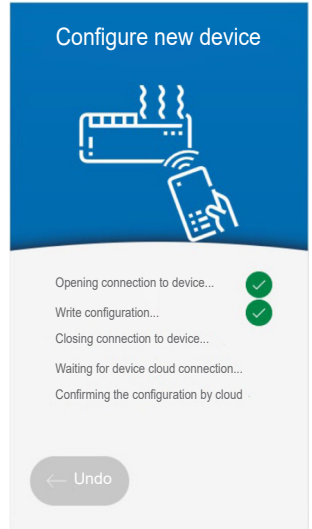 Configure new device
Opening connection to device...
Write configuration...
Closing connection to device...
Waiting for device cloud connection...
Confirming the configuration by cloud
← Undo